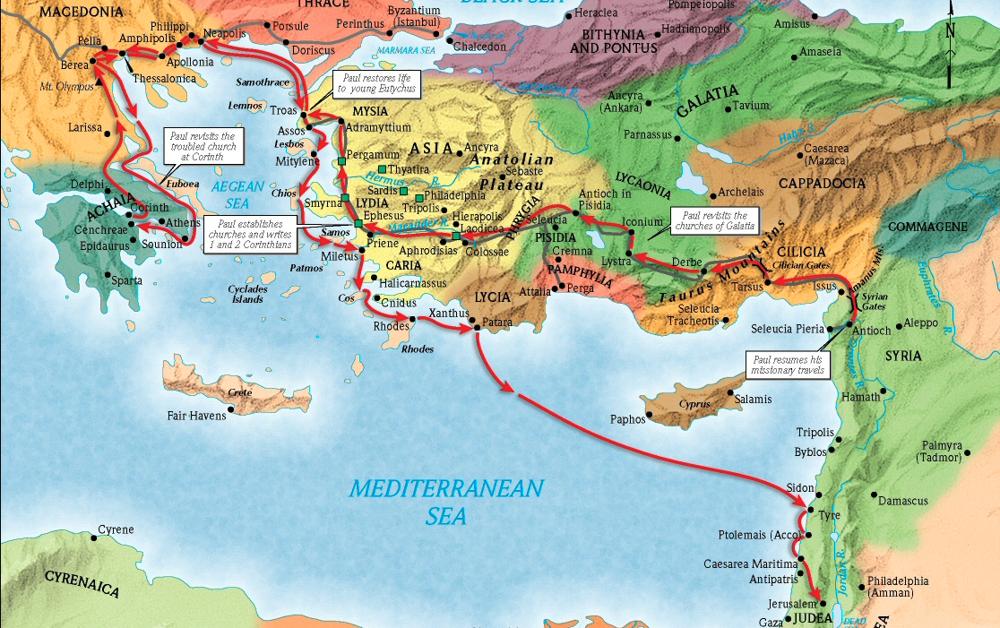 BLACK SEA
THRACE
MACEDONIA
Byzantium
(Istanbul)
Heraclea
Pompeiopolis
Amisus
Philippi
Neapolis
Porsule
Perinthus
BITHYNIA
AND PONTUS
Hadrianopolis
N
Pella
Amphipolis
Doriscus
MARMARA SEA
Chalcedon
Amaseia
Berea
Apollonia
Thessalonica
Mt. Olympus
Samothrace
Paul restores life
to young Eutychus
Ancyra
(Ankara)
GALATIA
Tavium
Lemnos
Troas
MYSIA
Larissa
Assos
Adramyttium
Parnassus
Halys R.
Paul revisits the
troubled church
at Corinth
Lesbos
Mitylene
Pergamum
ASIA
Ancyra
Anatolian
Plateau
Caesarea
(Mazaca)
Thyatira
Sebaste
Hermus R.
LYCAONIA
CAPPADOCIA
Delphi
Euboea
AEGEAN
SEA
Chios
Sardis
Philadelphia
Antioch in
Pisidia
Archelais
ACHAIA
Corinth
Smyrna
LYDIA
Tripolis
PHRYGIA
Cenchreae
Athens
Paul establishes
churches and writes
1 and 2 Corinthians
Ephesus
Hierapolis
Seleucia
Iconium
Paul revisits the
churches of Galatia
COMMAGENE
Maeander R.
Laodicea
Epidaurus
Sounion
Samos
Priene
PISIDIA
Miletus
Aphrodisias
Colossae
Cremna
Lystra
Derbe
CILICIA
Cilician Gates
Taurus Mountains
Amanus Mts.
Patmos
CARIA
PAMPHYLIA
Sparta
Halicarnassus
Attalia
Perga
Tarsus
Issus
Syrian
Gates
Euphrates R.
Cyclades
Islands
Cos
Cnidus
LYCIA
Xanthus
Patara
Seleucia
Tracheotis
Seleucia Pieria
Antioch
Aleppo
Rhodes
Rhodes
Paul resumes his
missionary travels
SYRIA
Orontes R.
Crete
Fair Havens
Cyprus
Salamis
Paphos
Hamath
Tripolis
Byblos
Palmyra
(Tadmor)
MEDITERRANEAN
SEA
Sidon
Damascus
Tyre
Cyrene
Ptolemais (Acco)
CYRENAICA
Caesarea Maritima
Antipatris
Jordan R.
Philadelphia
(Amman)
Jerusalem
JUDEA
Gaza
DEAD